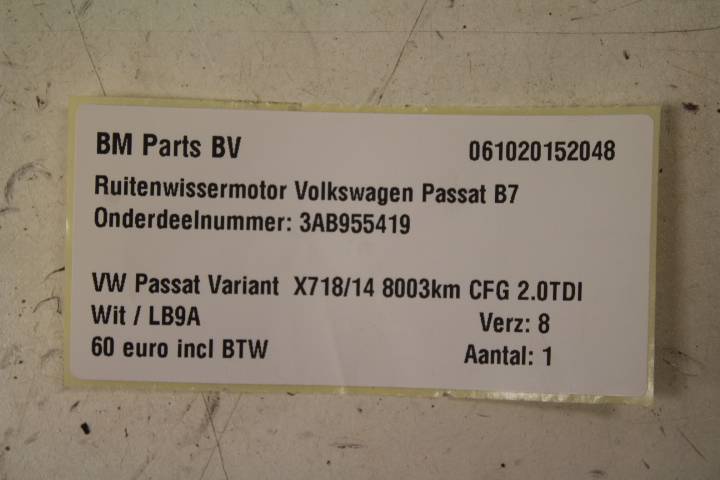 BM Parts BV 061020152048
Ruitenwissermotor Volkswagen Passat B7
Onderdeelnummer: 3AB955419
VW Passat Variant X718/14 8003km CFG 2.0TDI
Wit / LB9A Verz: 8
60 euro incl BTW Aantal: 1